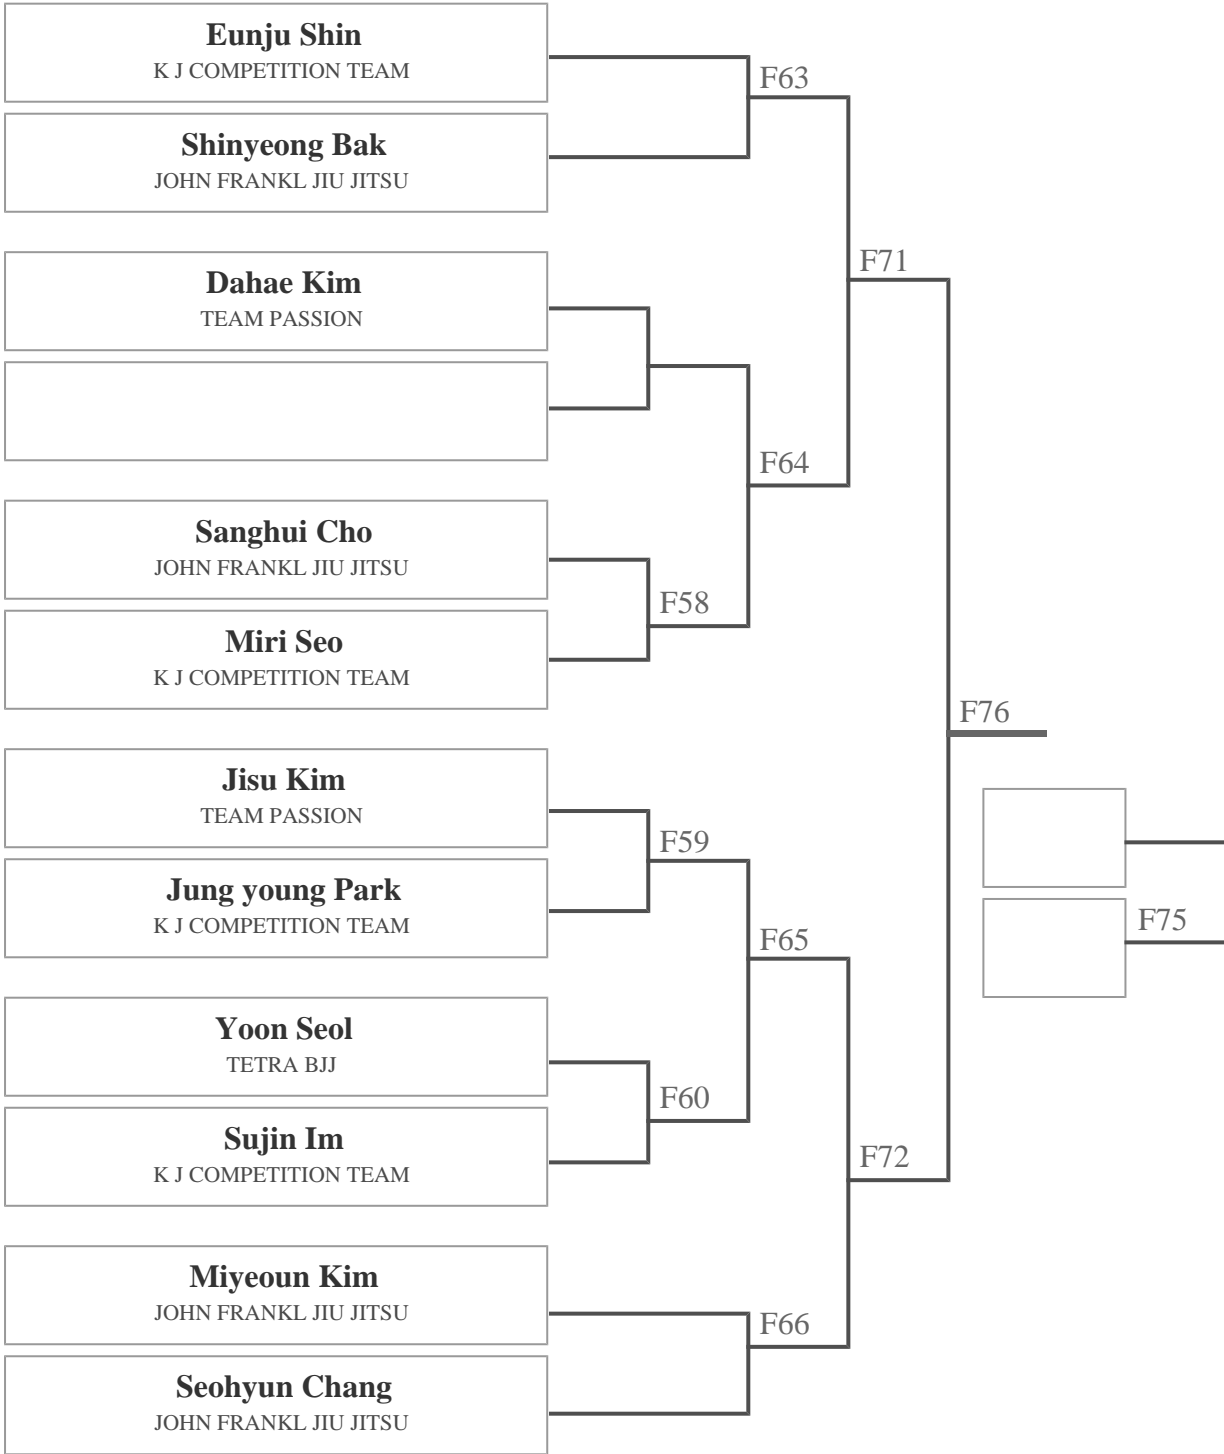 Eunju Shin
K J COMPETITION TEAM
F63
Shinyeong Bak
JOHN FRANKL JIU JITSU
F71
Dahae Kim
TEAM PASSION
F64
Sanghui Cho
JOHN FRANKL JIU JITSU
F58
Miri Seo
K J COMPETITION TEAM
F76
Jisu Kim
TEAM PASSION
F59
Jung young Park
K J COMPETITION TEAM
F75
F65
Yoon Seol
TETRA BJJ
F60
Sujin Im
K J COMPETITION TEAM
F72
Miyeoun Kim
JOHN FRANKL JIU JITSU
F66
Seohyun Chang
JOHN FRANKL JIU JITSU